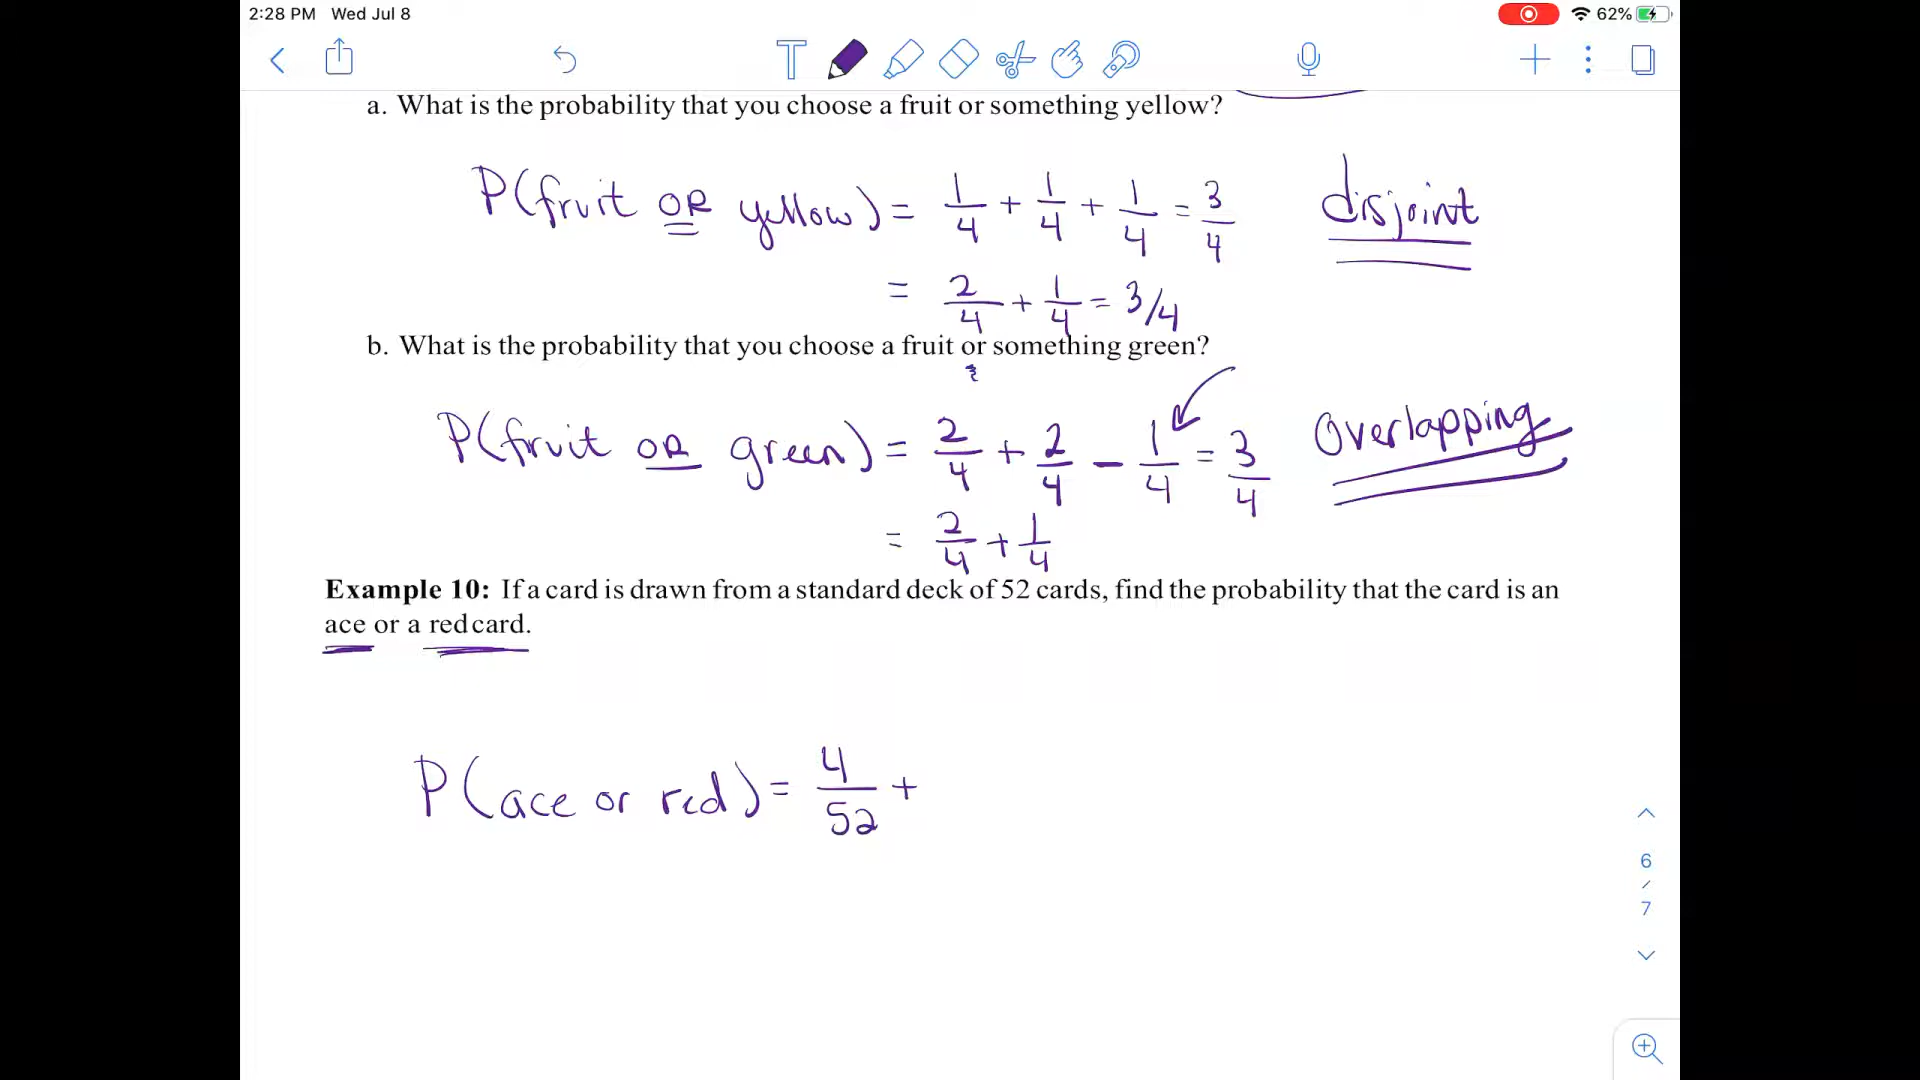 2:28 PM Wed Jul 8
62%
T
a. What is the probability that you choose a fruit or something yellow?
P(fruit OR yellow) = 1/4 + 1/4 + 1/4 = 3/4 disjoint
= 2/4 + 1/4 = 3/4
b. What is the probability that you choose a fruit or something green?
P(fruit OR green) = 2/4 + 2/4 - 1/4 = 3/4 Overlapping
= 2/4 + 1/4
Example 10: If a card is drawn from a standard deck of 52 cards, find the probability that the card is an
ace or a red card.
P(ace or red) = 4/52 +
6
/
7